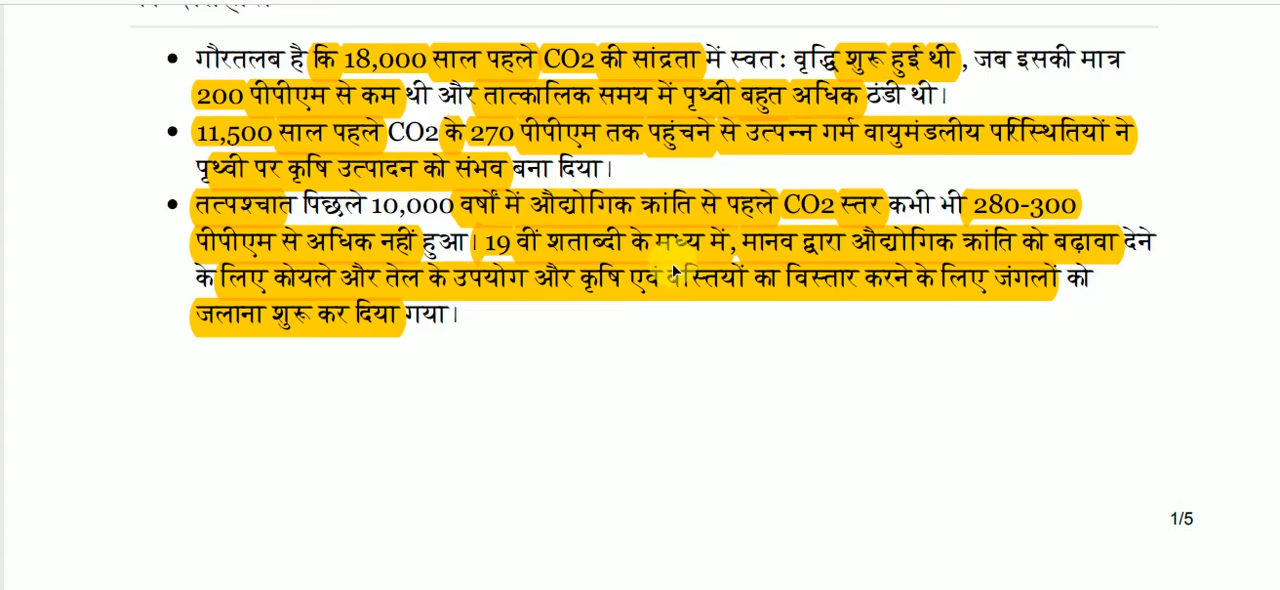 गौरतलब है कि 18,000 साल पहले CO2 की सांद्रता में स्वत: वृद्धि शुरू हुई थी , जब इसकी मात्र
200 पीपीएम से कम थी और तात्कालिक समय में पृथ्वी बहुत अधिक ठंडी थी।
11,500 साल पहले CO2 के 270 पीपीएम तक पहुंचने से उत्पन्न गर्म वायुमंडलीय परिस्थितियों ने
पृथ्वी पर कृषि उत्पादन को संभव बना दिया।
तत्पश्चात पिछले 10,000 वर्षों में औद्योगिक क्रांति से पहले CO2 स्तर कभी भी 280-300
पीपीएम से अधिक नहीं हुआ। 19 वीं शताब्दी के मध्य में, मानव द्वारा औद्योगिक क्रांति को बढ़ावा देने
के लिए कोयले और तेल के उपयोग और कृषि एवं बस्तियों का विस्तार करने के लिए जंगलों को
जलाना शुरू कर दिया गया।
1/5